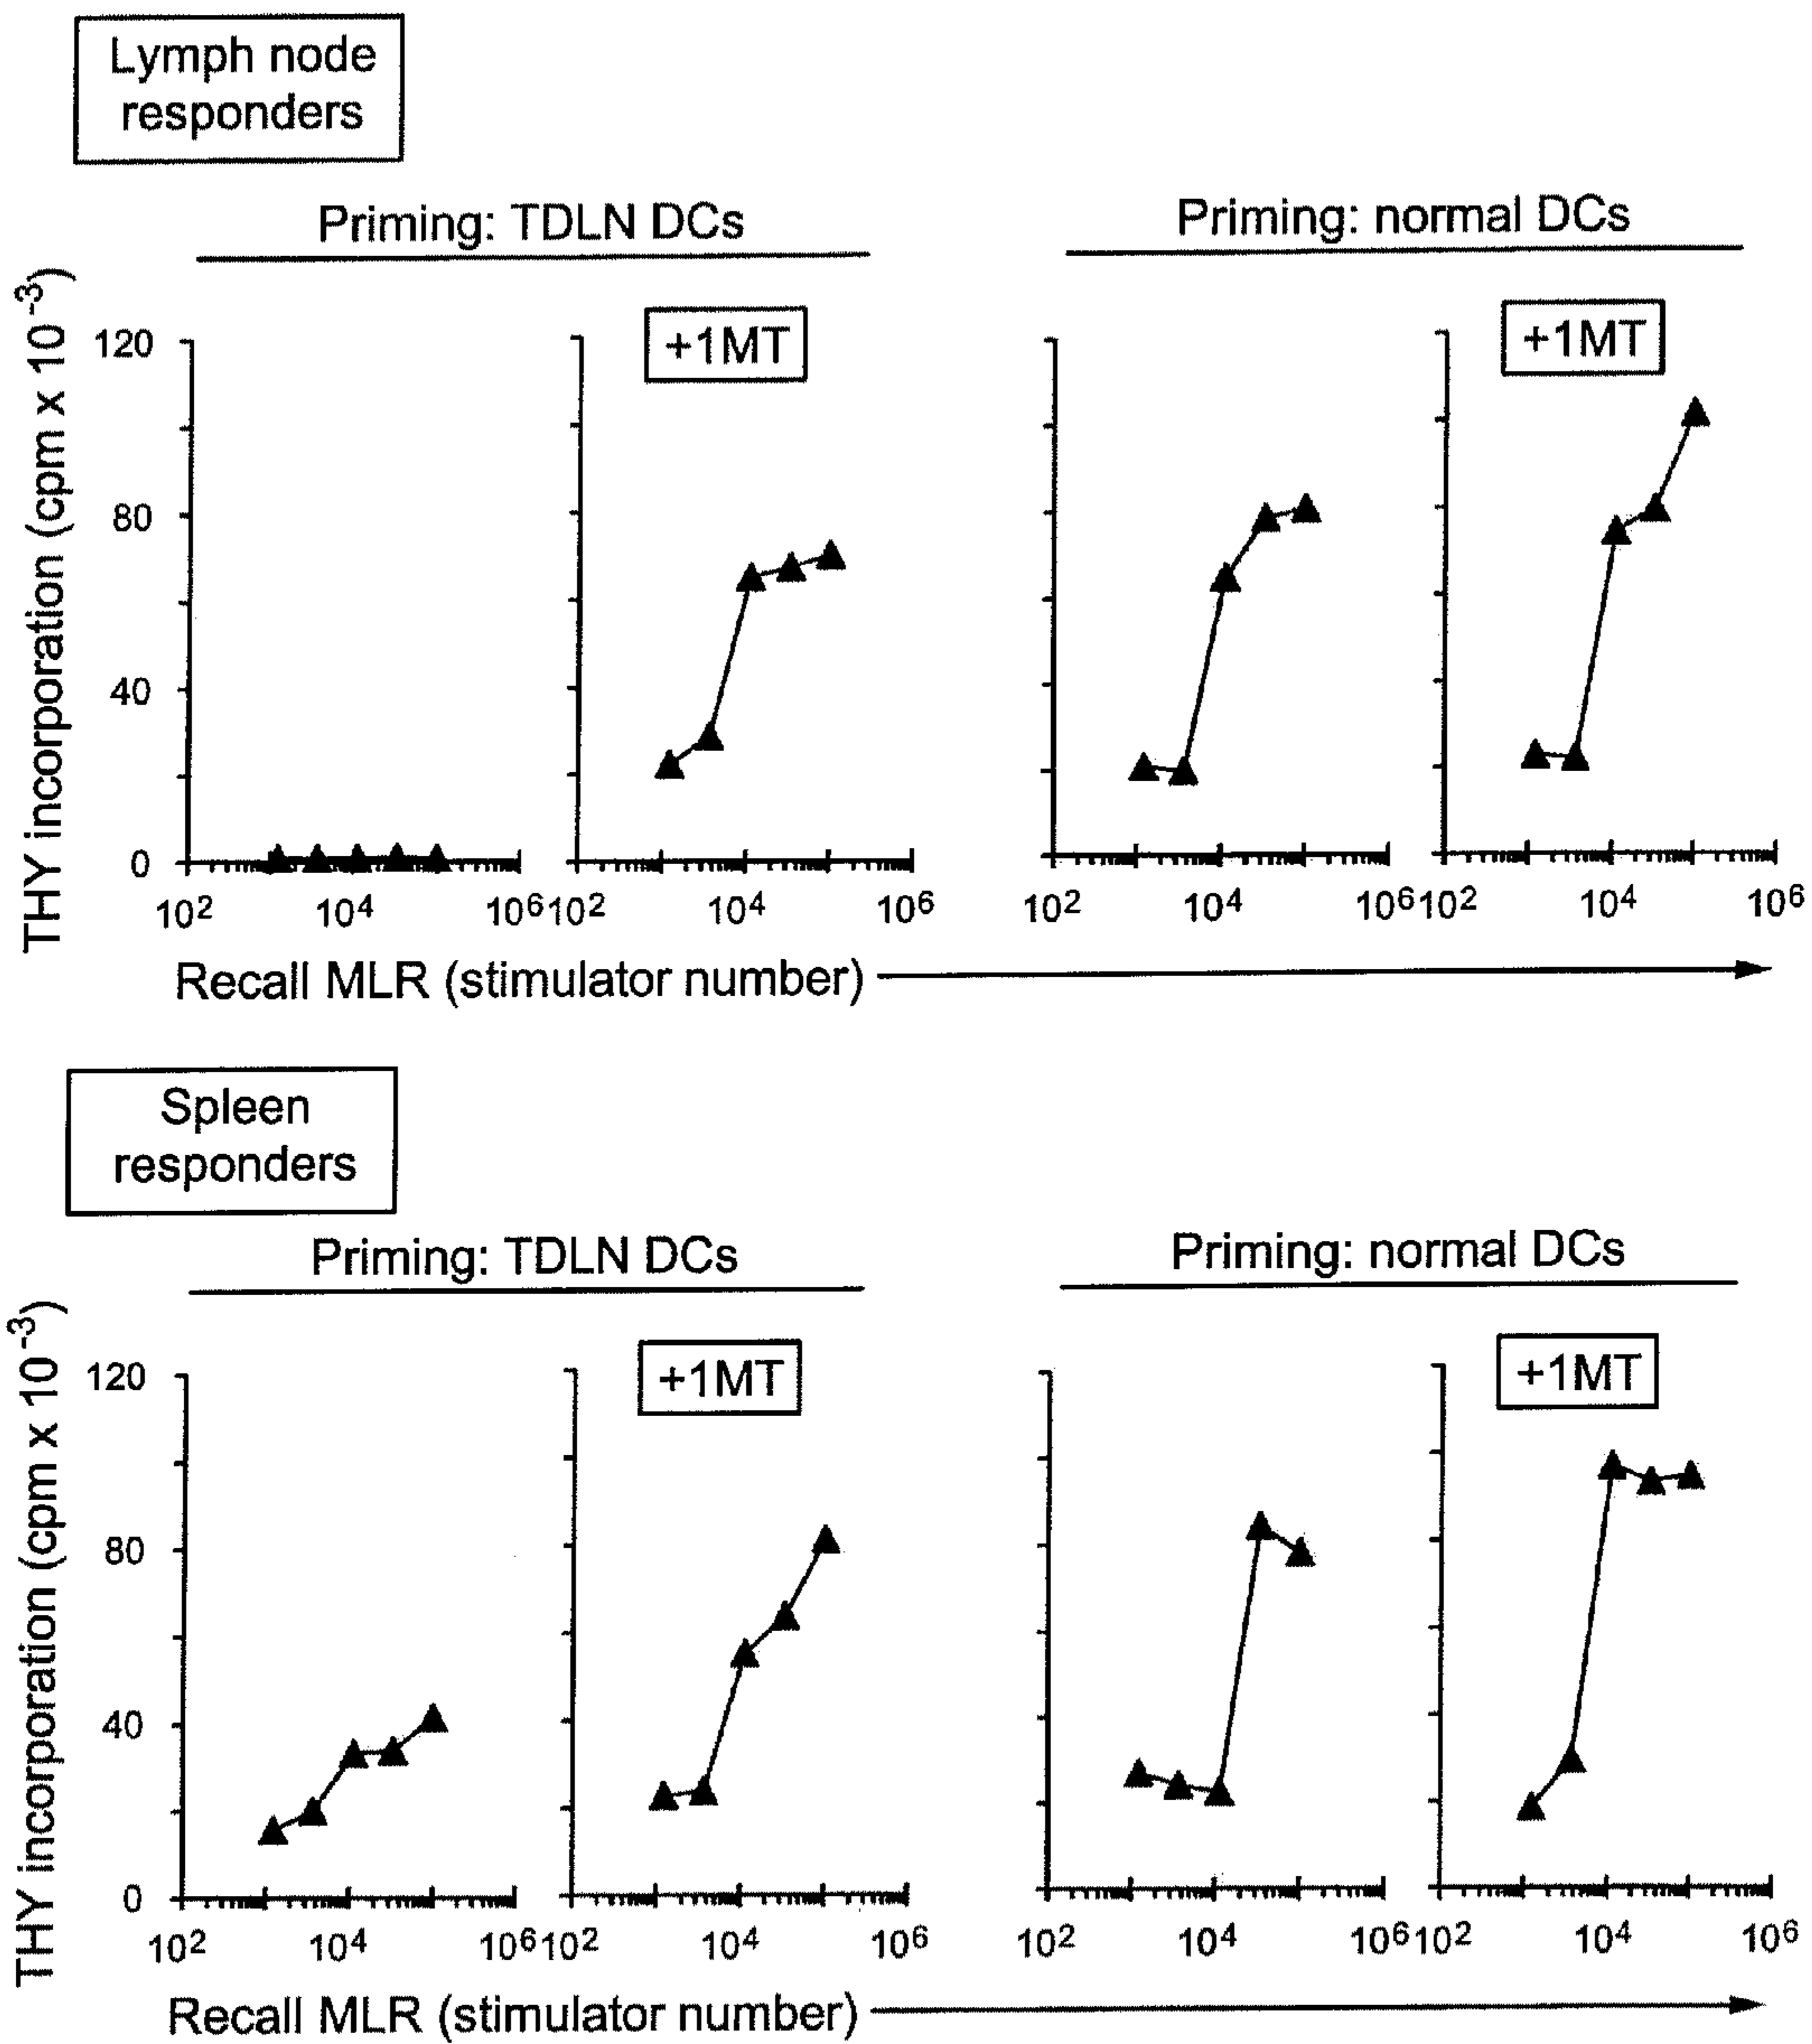 Lymph node
responders
Priming: TDLN DCs
Priming: normal DCs
+1MT
+1MT
THY incorporation (cpm x 10⁻³)
120
80
40
0
10² 10⁴ 10⁶ 10² 10⁴ 10⁶ 10² 10⁴ 10⁶ 10² 10⁴ 10⁶
Recall MLR (stimulator number)
Spleen
responders
Priming: TDLN DCs
Priming: normal DCs
+1MT
+1MT
THY incorporation (cpm x 10⁻³)
120
80
40
0
10² 10⁴ 10⁶ 10² 10⁴ 10⁶ 10² 10⁴ 10⁶ 10² 10⁴ 10⁶
Recall MLR (stimulator number)